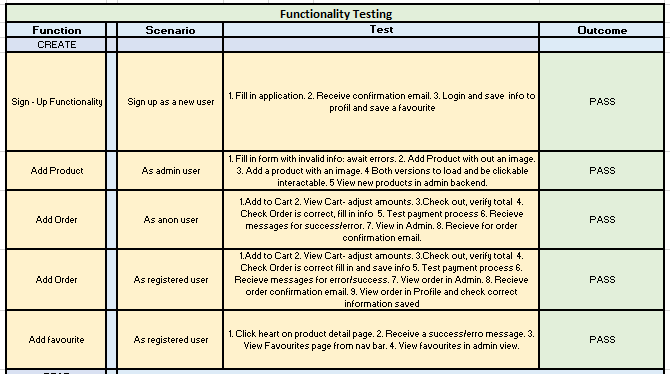 Functionality Testing
Function Scenario Test Outcome
CREATE
Sign - Up Functionality
Sign up as a new user
1. Fill in application. 2. Receive confirmation email. 3. Login and save info to
profil and save a favourite
PASS
Add Product
As admin user
1. Fill in form with invalid info: await errors. 2. Add Product with out an image.
3. Add a product with an image. 4 Both versions to load and be clickable
interactable. 5 View new products in admin backend.
PASS
Add Order
As anon user
1.Add to Cart 2. View Cart- adjust amounts. 3.Check out, verify total 4.
Check Order is correct, fill in info 5. Test payment process 6. Recieve
messages for success/error. 7. View in Admin. 8. Recieve for order
confirmation email.
PASS
Add Order
As registered user
1.Add to Cart 2. View Cart- adjust amounts. 3.Check out, verify total 4.
Check Order is correct fill in and save info 5. Test payment process 6.
Recieve messages for error/success. 7. View order in Admin. 8. Recieve
order confirmation email. 9. View order in Profile and check correct
information saved
PASS
Add favourite
As registered user
1. Click heart on product detail page. 2. Receive a success/erro message. 3.
View Favourites page from nav bar. 4. View favourites in admin view.
PASS